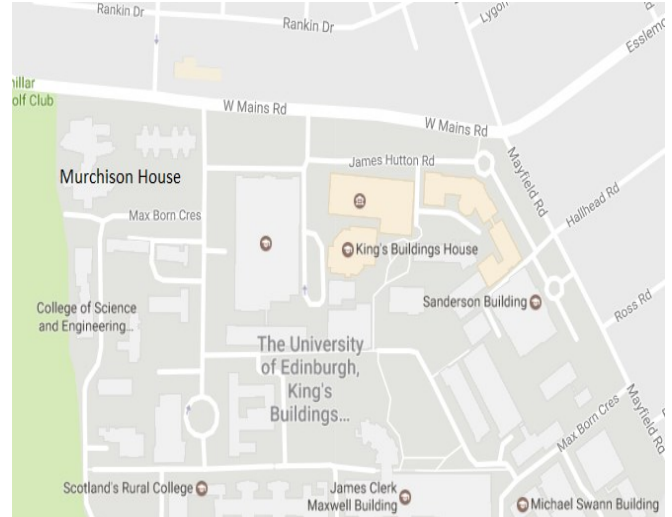 Rankin Dr
Rankin Dr
Lygon
Esslemo
illar
olf Club
W Mains Rd
W Mains Rd
James Hutton Rd
Mayfield Rd
Hallhead Rd
Murchison House
Max Born Cres
King's Buildings House
College of Science
and Engineering...
Sanderson Building
Ross Rd
The University
of Edinburgh,
King's
Buildings...
Mayfield Rd
Max Born Cres
Scotland's Rural College
James Clerk
Maxwell Building
Michael Swann Building